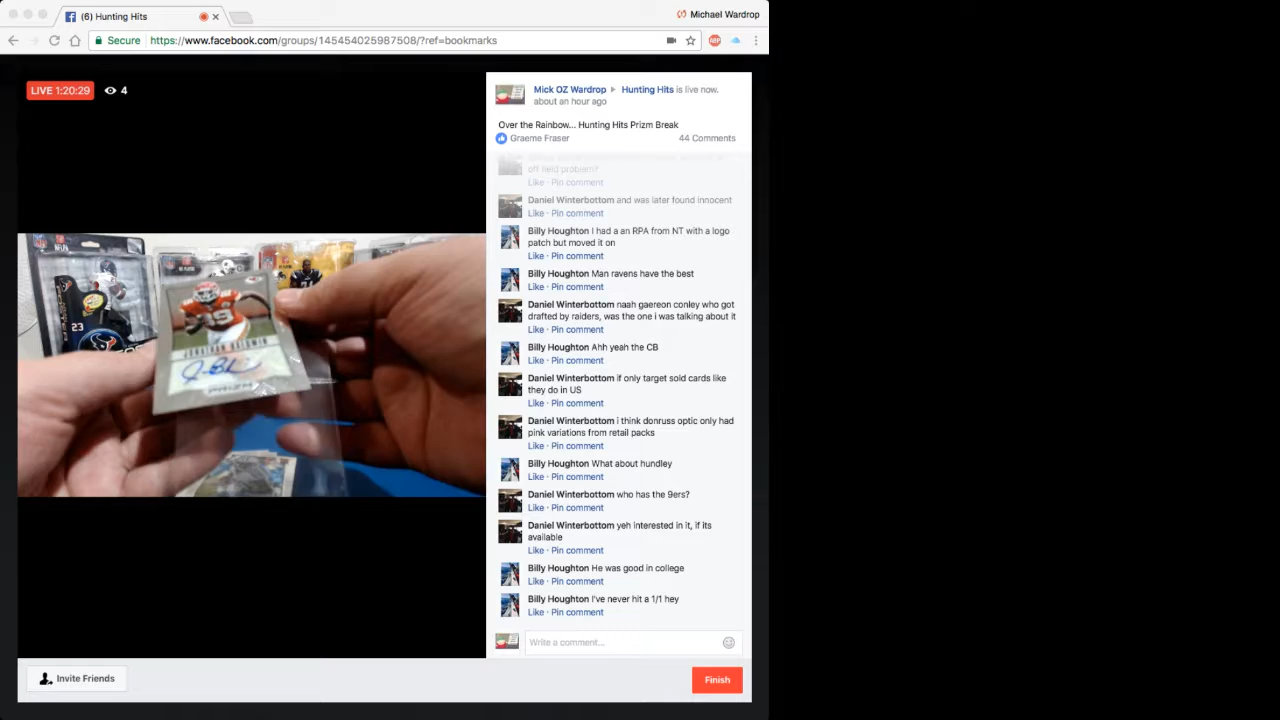 (6) Hunting Hits
Michael Wardrop
Secure
https://www.facebook.com/groups/145454025987508/?ref=bookmarks
ABP
LIVE 1:20:29
4
Mick OZ Wardrop
Hunting Hits is live now.
about an hour ago
Over the Rainbow... Hunting Hits Prizm Break
Graeme Fraser
44 Comments
off field problem?
Like · Pin comment
Daniel Winterbottom and was later found innocent
Like · Pin comment
Billy Houghton I had a an RPA from NT with a logo
patch but moved it on
Like · Pin comment
Billy Houghton Man ravens have the best
Like · Pin comment
Daniel Winterbottom naah gaereon conley who got
drafted by raiders, was the one i was talking about it
Like · Pin comment
Billy Houghton Ahh yeah the CB
Like · Pin comment
Daniel Winterbottom if only target sold cards like
they do in US
Like · Pin comment
Daniel Winterbottom i think donruss optic only had
pink variations from retail packs
Like · Pin comment
Billy Houghton What about hundley
Like · Pin comment
Daniel Winterbottom who has the 9ers?
Like · Pin comment
Daniel Winterbottom yeh interested in it, if its
available
Like · Pin comment
Billy Houghton He was good in college
Like · Pin comment
Billy Houghton I've never hit a 1/1 hey
Like · Pin comment
Write a comment...
Invite Friends
Finish
23